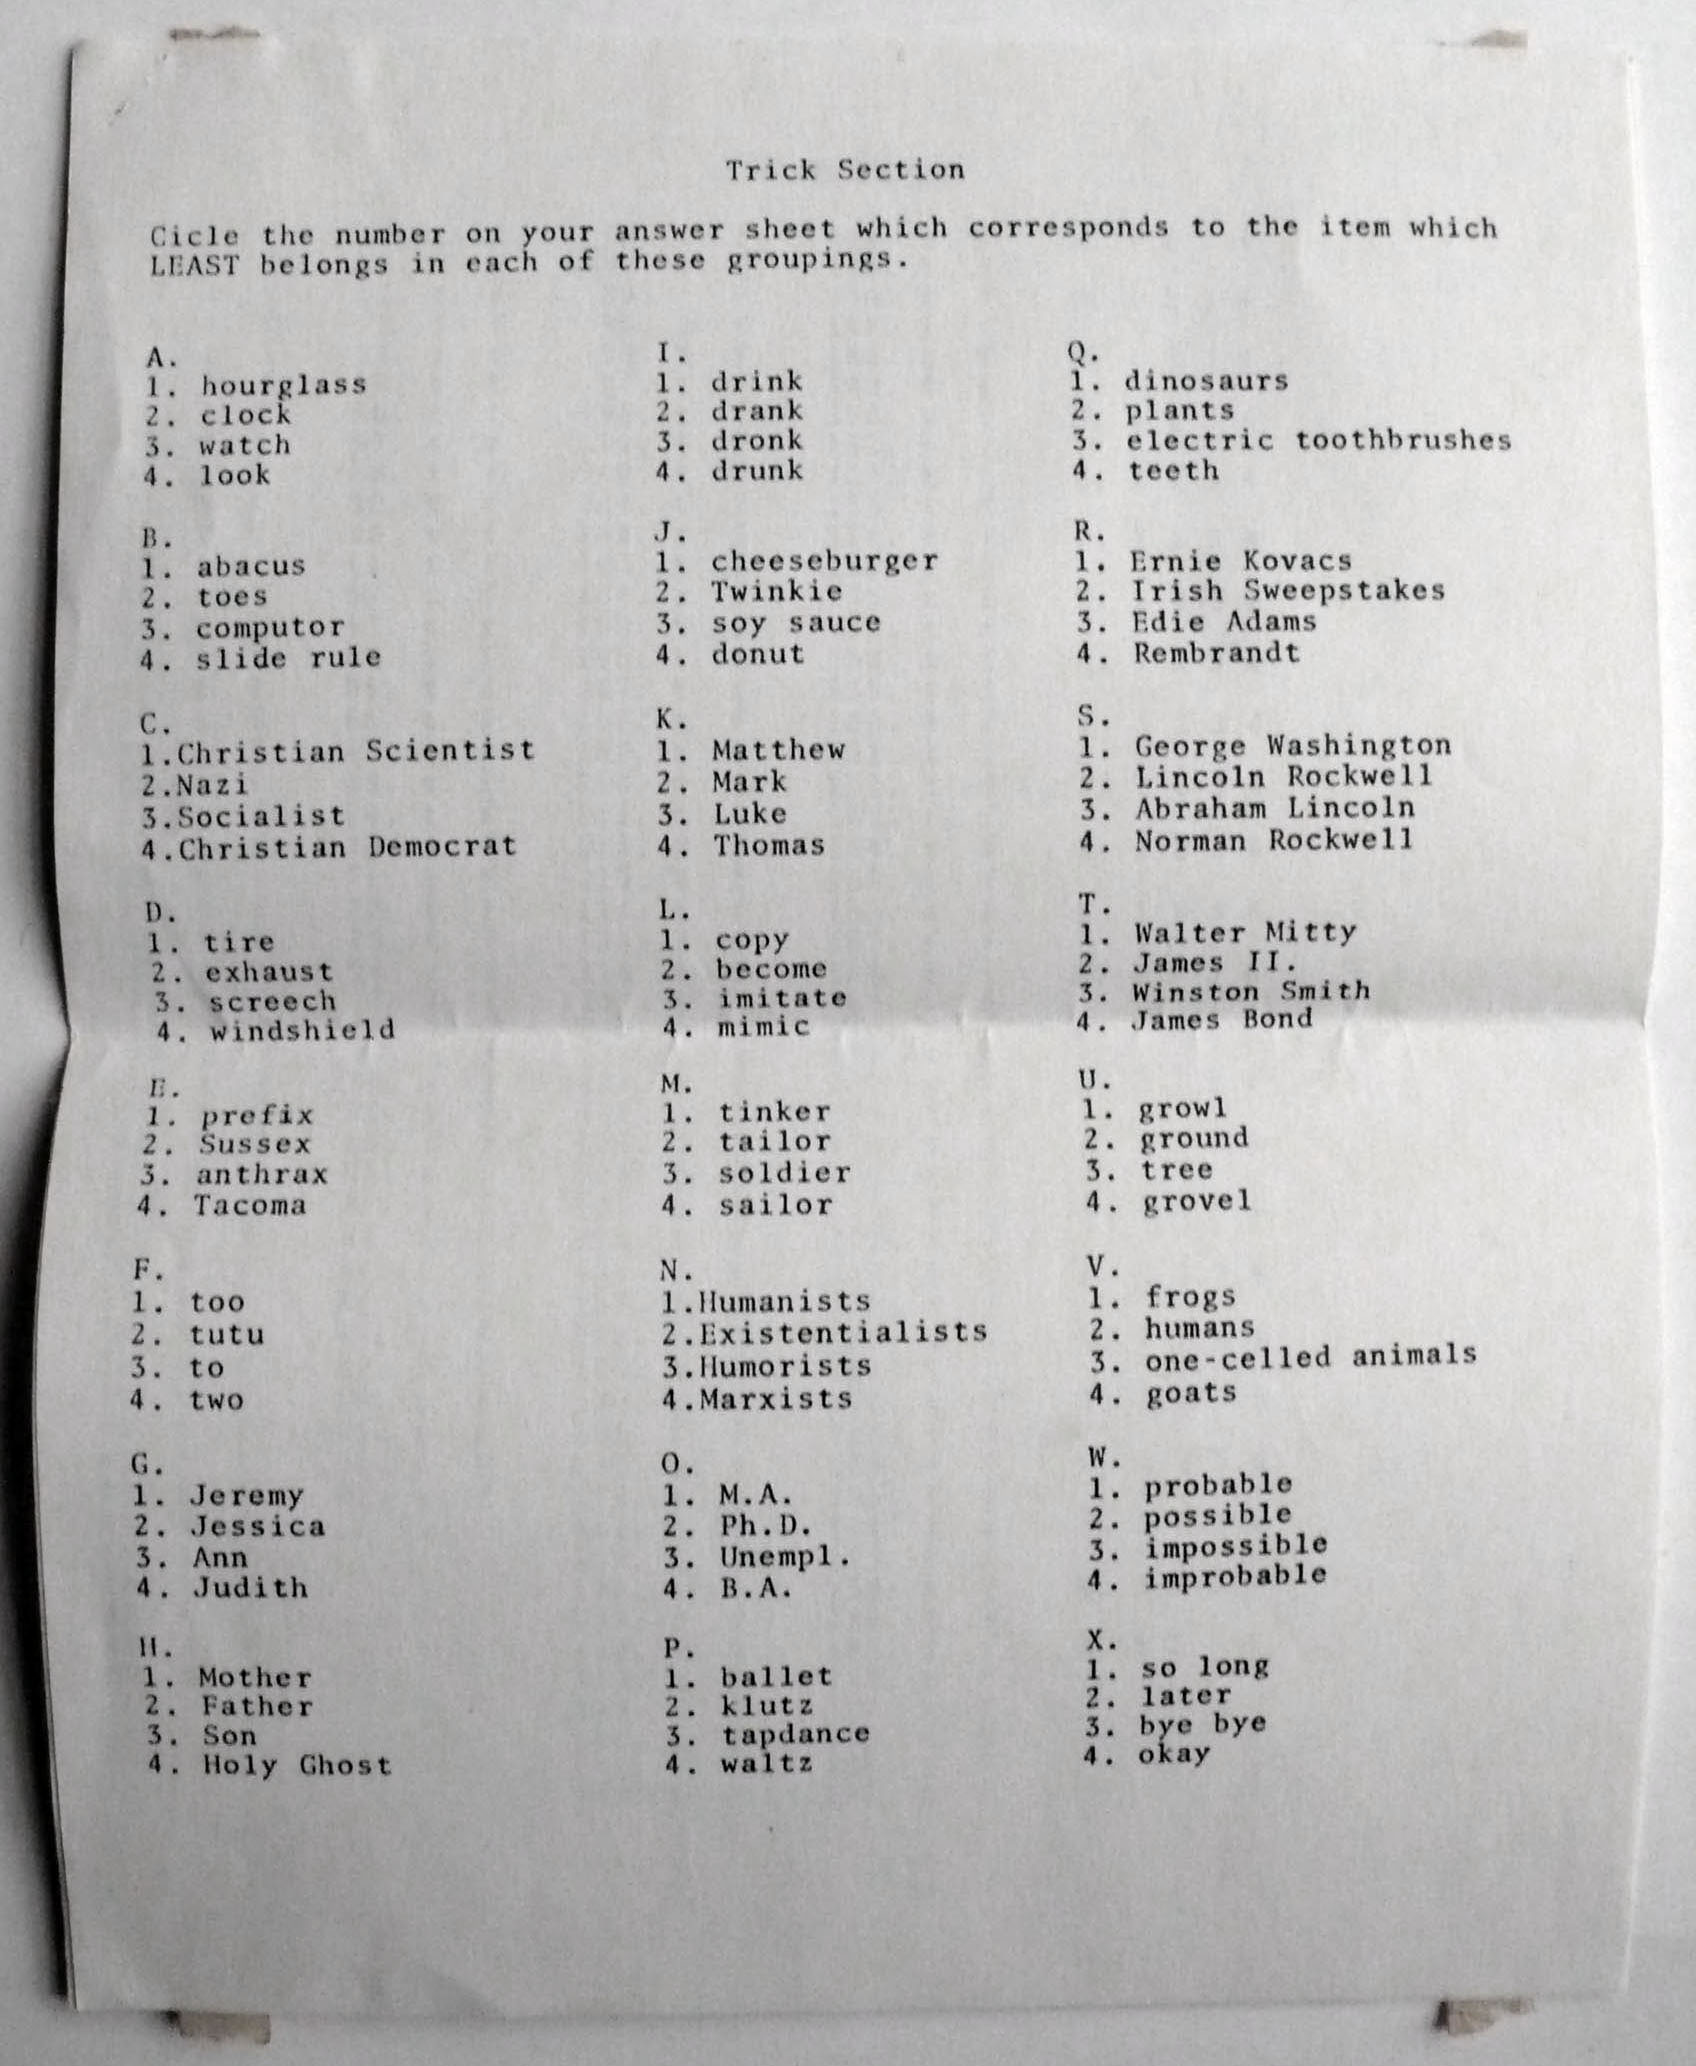 Trick Section
Cicle the number on your answer sheet which corresponds to the item which
LEAST belongs in each of these groupings.
A.
1. hourglass
2. clock
3. watch
4. look
B.
1. abacus
2. toes
3. computor
4. slide rule
C.
1.Christian Scientist
2.Nazi
3.Socialist
4.Christian Democrat
D.
1. tire
2. exhaust
3. screech
4. windshield
E.
1. prefix
2. Sussex
3. anthrax
4. Tacoma
F.
1. too
2. tutu
3. to
4. two
G.
1. Jeremy
2. Jessica
3. Ann
4. Judith
H.
1. Mother
2. Father
3. Son
4. Holy Ghost
I.
1. drink
2. drank
3. dronk
4. drunk
J.
1. cheeseburger
2. Twinkie
3. soy sauce
4. donut
K.
1. Matthew
2. Mark
3. Luke
4. Thomas
L.
1. copy
2. become
3. imitate
4. mimic
M.
1. tinker
2. tailor
3. soldier
4. sailor
N.
1.Humanists
2.Existentialists
3.Humorists
4.Marxists
O.
1. M.A.
2. Ph.D.
3. Unempl.
4. B.A.
P.
1. ballet
2. klutz
3. tapdance
4. waltz
Q.
1. dinosaurs
2. plants
3. electric toothbrushes
4. teeth
R.
1. Ernie Kovacs
2. Irish Sweepstakes
3. Edie Adams
4. Rembrandt
S.
1. George Washington
2. Lincoln Rockwell
3. Abraham Lincoln
4. Norman Rockwell
T.
1. Walter Mitty
2. James II.
3. Winston Smith
4. James Bond
U.
1. growl
2. ground
3. tree
4. grovel
V.
1. frogs
2. humans
3. one-celled animals
4. goats
W.
1. probable
2. possible
3. impossible
4. improbable
X.
1. so long
2. later
3. bye bye
4. okay